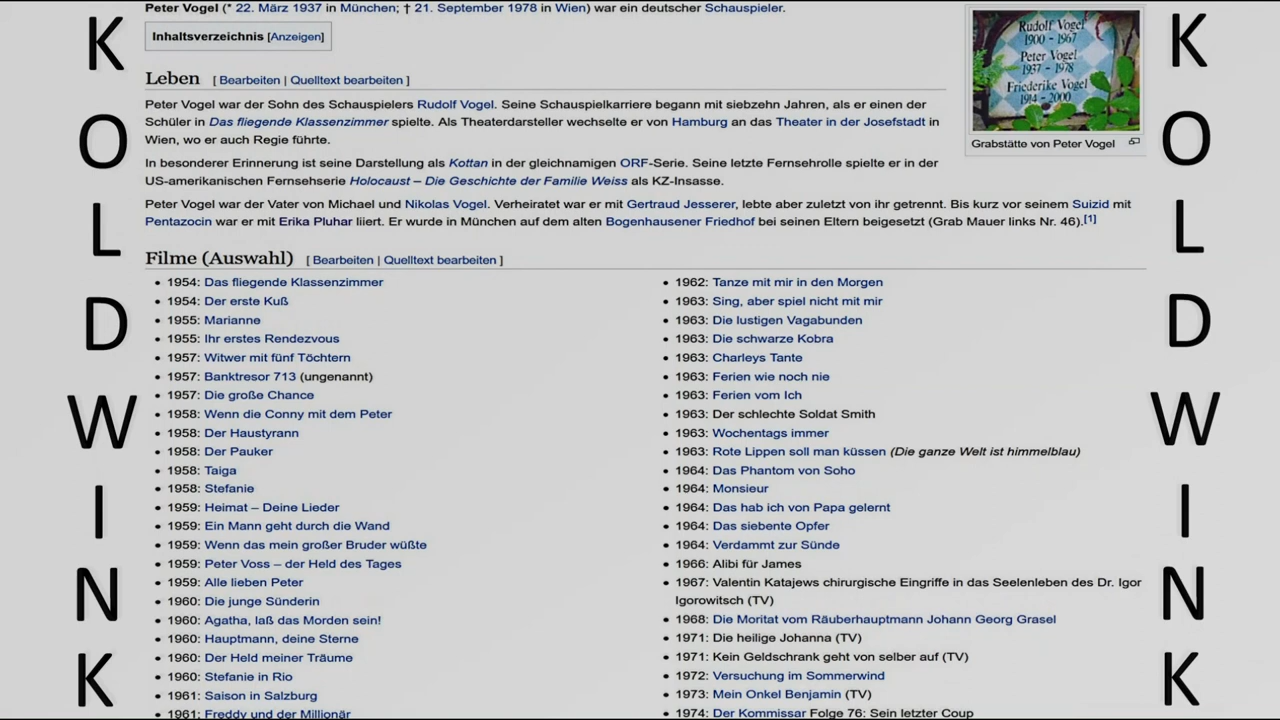 Peter Vogel (* 22. März 1937 in München; † 21. September 1978 in Wien) war ein deutscher Schauspieler.
Inhaltsverzeichnis [Anzeigen]
Rudolf Vogel
1900 - 1967
Peter Vogel
1937 - 1978
Friederike Vogel
1914 - 2000
Grabstätte von Peter Vogel
Leben [ Bearbeiten | Quelltext bearbeiten ]
Peter Vogel war der Sohn des Schauspielers Rudolf Vogel. Seine Schauspielkarriere begann mit siebzehn Jahren, als er einen der
Schüler in Das fliegende Klassenzimmer spielte. Als Theaterdarsteller wechselte er von Hamburg an das Theater in der Josefstadt in
Wien, wo er auch Regie führte.
In besonderer Erinnerung ist seine Darstellung als Kottan in der gleichnamigen ORF-Serie. Seine letzte Fernsehrolle spielte er in der
US-amerikanischen Fernsehserie Holocaust – Die Geschichte der Familie Weiss als KZ-Insasse.
Peter Vogel war der Vater von Michael und Nikolas Vogel. Verheiratet war er mit Gertraud Jesserer, lebte aber zuletzt von ihr getrennt. Bis kurz vor seinem Suizid mit
Pentazocin war er mit Erika Pluhar liiert. Er wurde in München auf dem alten Bogenhausener Friedhof bei seinen Eltern beigesetzt (Grab Mauer links Nr. 46).[1]
Filme (Auswahl) [ Bearbeiten | Quelltext bearbeiten ]
• 1954: Das fliegende Klassenzimmer
• 1954: Der erste Kuß
• 1955: Marianne
• 1955: Ihr erstes Rendezvous
• 1957: Witwer mit fünf Töchtern
• 1957: Banktresor 713 (ungenannt)
• 1957: Die große Chance
• 1958: Wenn die Conny mit dem Peter
• 1958: Der Haustyrann
• 1958: Der Pauker
• 1958: Taiga
• 1958: Stefanie
• 1959: Heimat – Deine Lieder
• 1959: Ein Mann geht durch die Wand
• 1959: Wenn das mein großer Bruder wüßte
• 1959: Peter Voss – der Held des Tages
• 1959: Alle lieben Peter
• 1960: Die junge Sünderin
• 1960: Agatha, laß das Morden sein!
• 1960: Hauptmann, deine Sterne
• 1960: Der Held meiner Träume
• 1960: Stefanie in Rio
• 1961: Saison in Salzburg
• 1961: Freddy und der Millionär
• 1962: Tanze mit mir in den Morgen
• 1963: Sing, aber spiel nicht mit mir
• 1963: Die lustigen Vagabunden
• 1963: Die schwarze Kobra
• 1963: Charleys Tante
• 1963: Ferien wie noch nie
• 1963: Ferien vom Ich
• 1963: Der schlechte Soldat Smith
• 1963: Wochentags immer
• 1963: Rote Lippen soll man küssen (Die ganze Welt ist himmelblau)
• 1964: Das Phantom von Soho
• 1964: Monsieur
• 1964: Das hab ich von Papa gelernt
• 1964: Das siebente Opfer
• 1964: Verdammt zur Sünde
• 1966: Alibi für James
• 1967: Valentin Katajews chirurgische Eingriffe in das Seelenleben des Dr. Igor
Igorowitsch (TV)
• 1968: Die Moritat vom Räuberhauptmann Johann Georg Grasel
• 1971: Die heilige Johanna (TV)
• 1971: Kein Geldschrank geht von selber auf (TV)
• 1972: Versuchung im Sommerwind
• 1973: Mein Onkel Benjamin (TV)
• 1974: Der Kommissar Folge 76: Sein letzter Coup
KOLDWINK
KOLDWINK